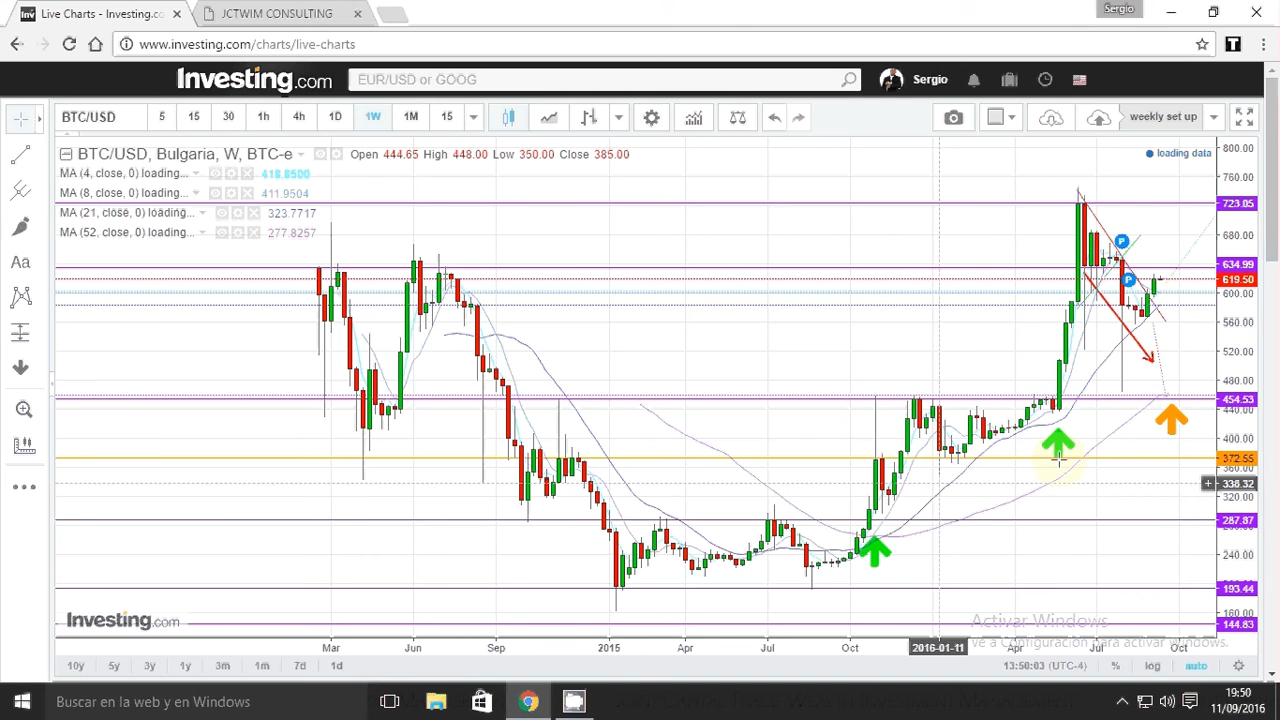 Sergio
Live Charts - Investing.co
JCTWIM CONSULTING
www.investing.com/charts/live-charts
Investing.com
EUR/USD or GOOG
Sergio
BTC/USD
5
15
30
1h
4h
1D
1W
1M
15
weekly set up
BTC/USD, Bulgaria, W, BTC-e
Open 444.65 High 448.00 Low 350.00 Close 385.00
loading data
MA (4, close, 0) loading... 418.8500
MA (8, close, 0) loading... 411.9504
MA (21, close, 0) loading... 323.7717
MA (52, close, 0) loading... 277.8257
Aa
P
P
800.00
760.00
723.05
680.00
634.99
619.50
600.00
560.00
520.00
480.00
454.53
440.00
400.00
372.55
360.00
338.32
320.00
287.87
240.00
193.44
160.00
144.83
Investing.com
Activar Windows
Ve a Configuración para activar Windows.
Mar
Jun
Sep
2015
Apr
Jul
Oct
2016-01-11
Apr
Jul
Oct
10y
5y
3y
1y
3m
1m
7d
1d
13:50:03 (UTC-4)
%
log
auto
Buscar en la web y en Windows
19:50
11/09/2016